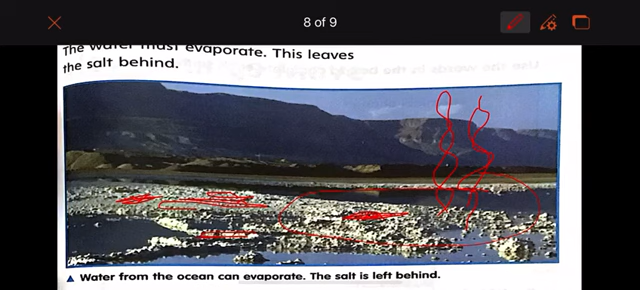 8 of 9
The water must evaporate. This leaves
the salt behind.
▲ Water from the ocean can evaporate. The salt is left behind.